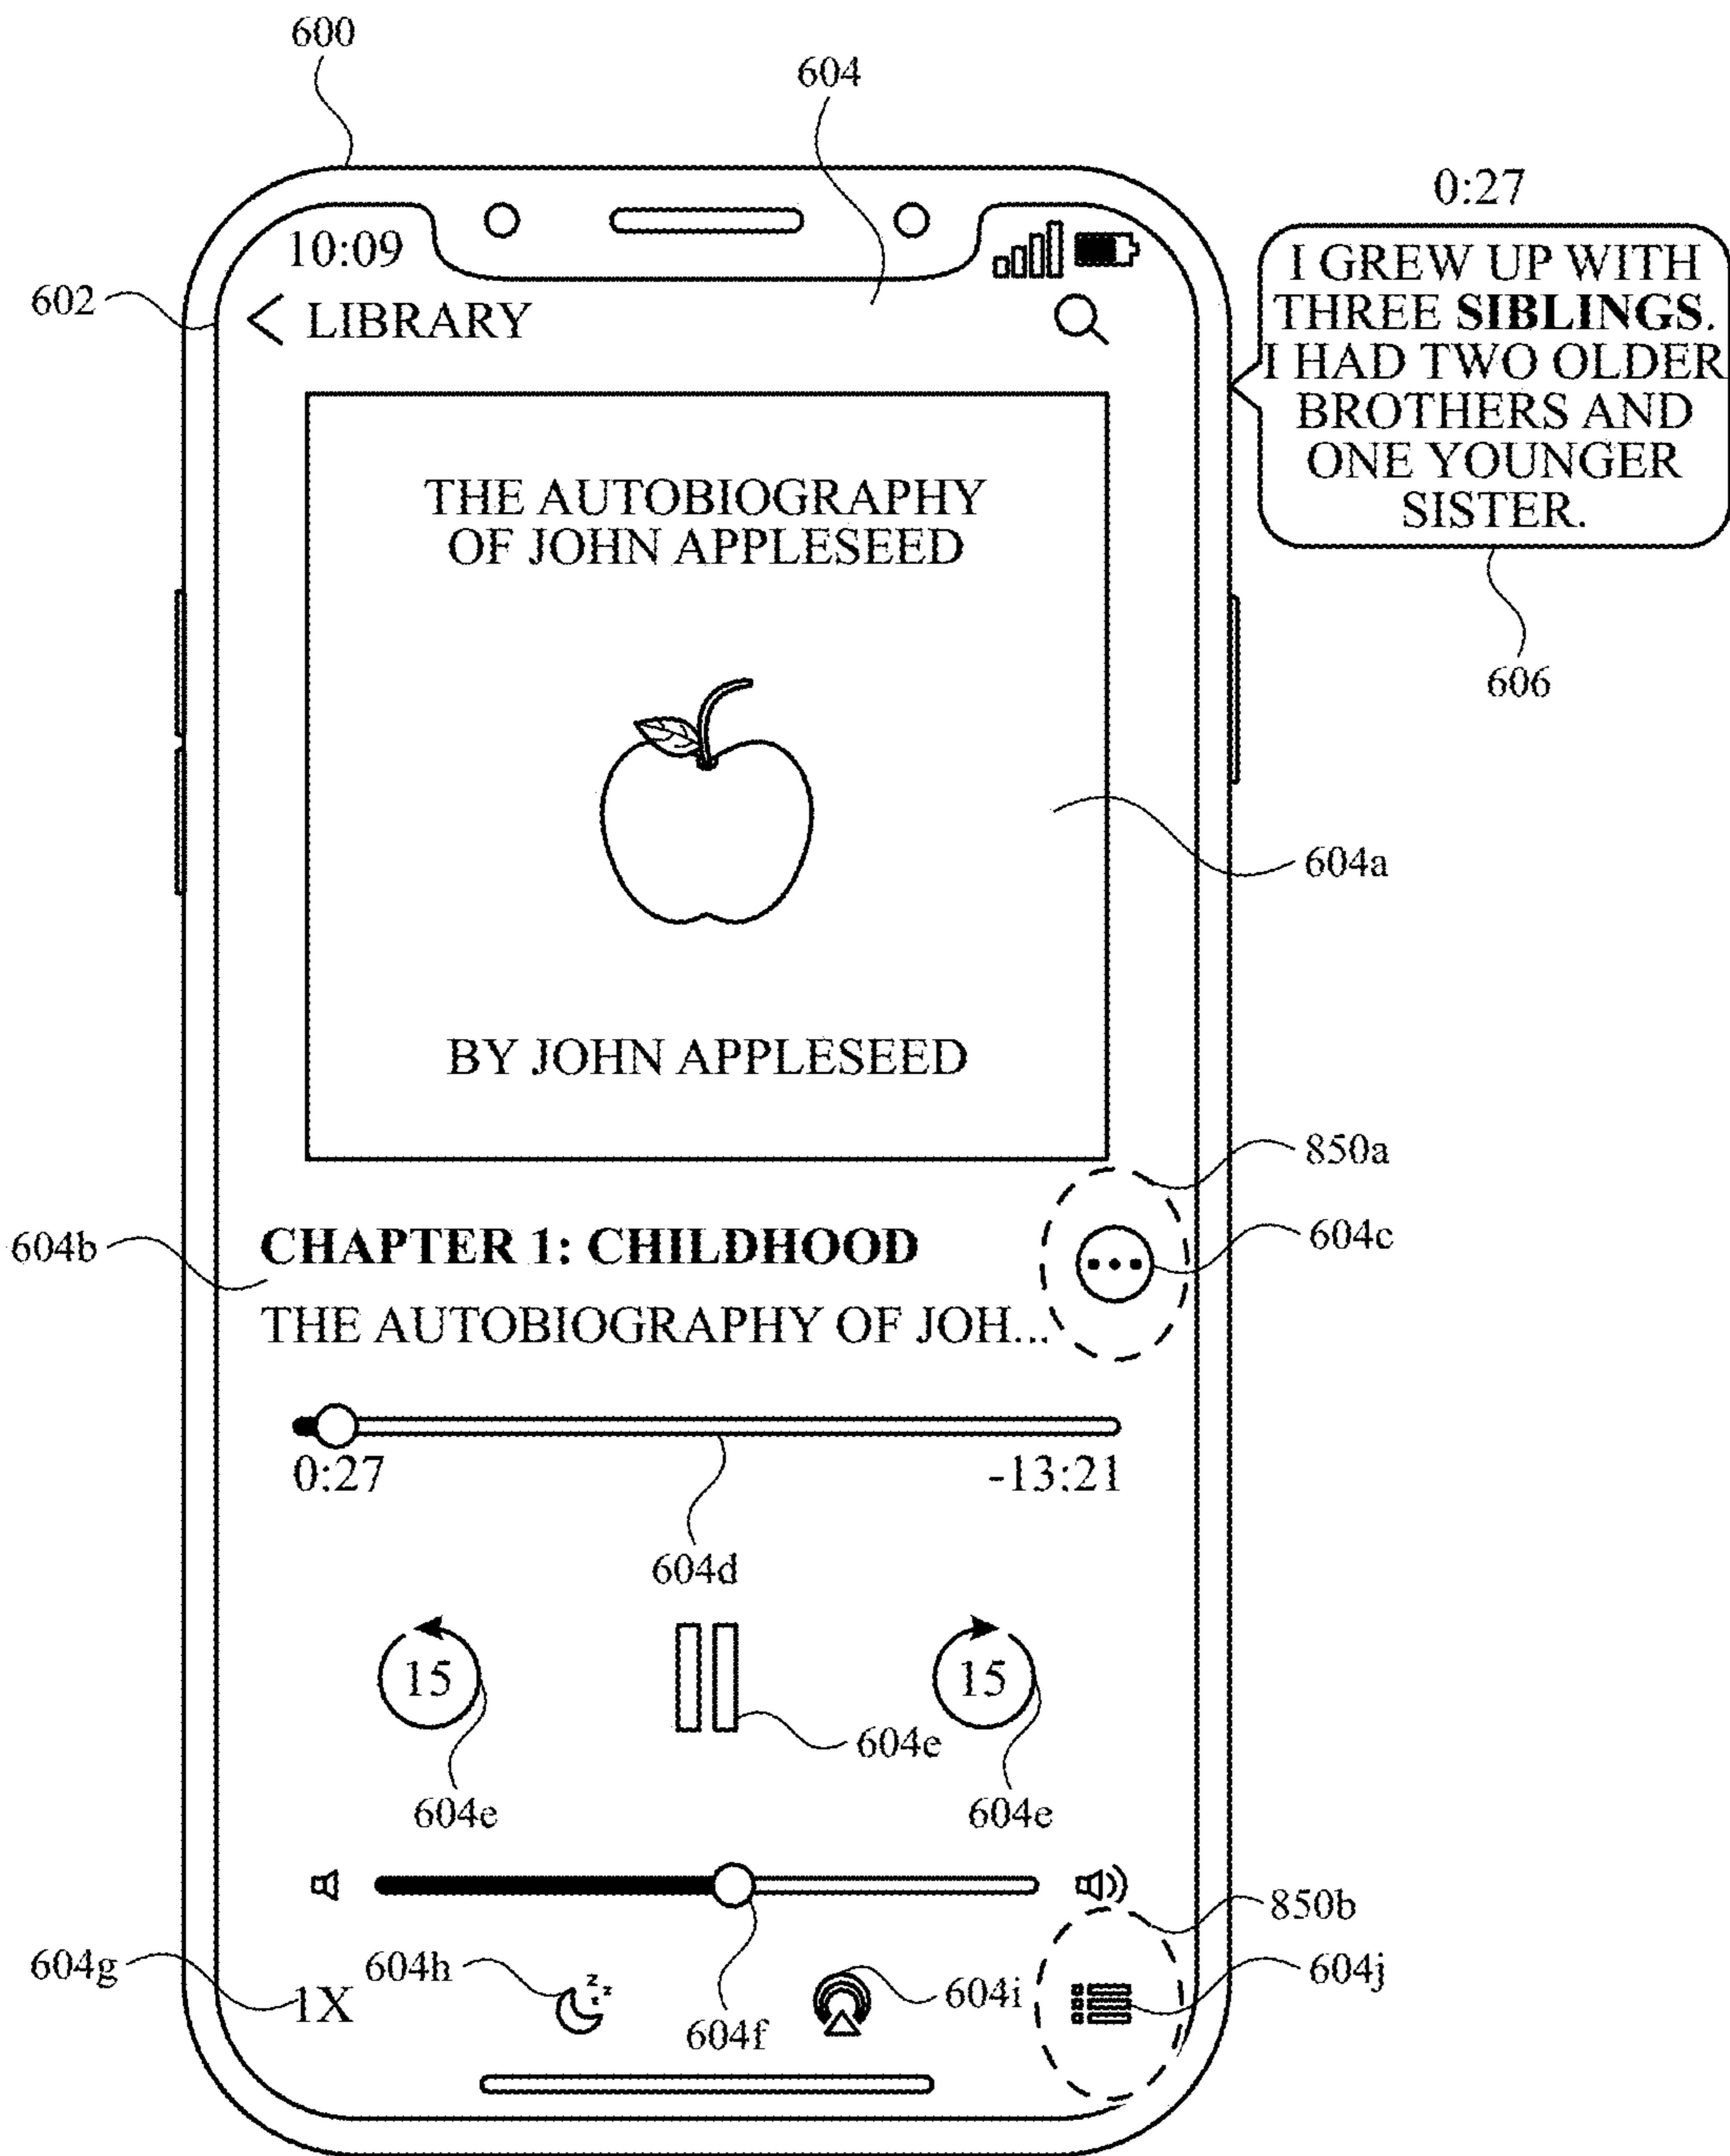 600
604
0:27
10:09
602
LIBRARY
I GREW UP WITH
THREE SIBLINGS.
I HAD TWO OLDER
BROTHERS AND
ONE YOUNGER
SISTER.
606
THE AUTOBIOGRAPHY
OF JOHN APPLESEED
604a
BY JOHN APPLESEED
850a
604b
CHAPTER 1: CHILDHOOD
604c
THE AUTOBIOGRAPHY OF JOH...
0:27
-13:21
604d
15
15
604e
604e
604e
850b
604g
1X
604h
z z z
604f
604i
604j